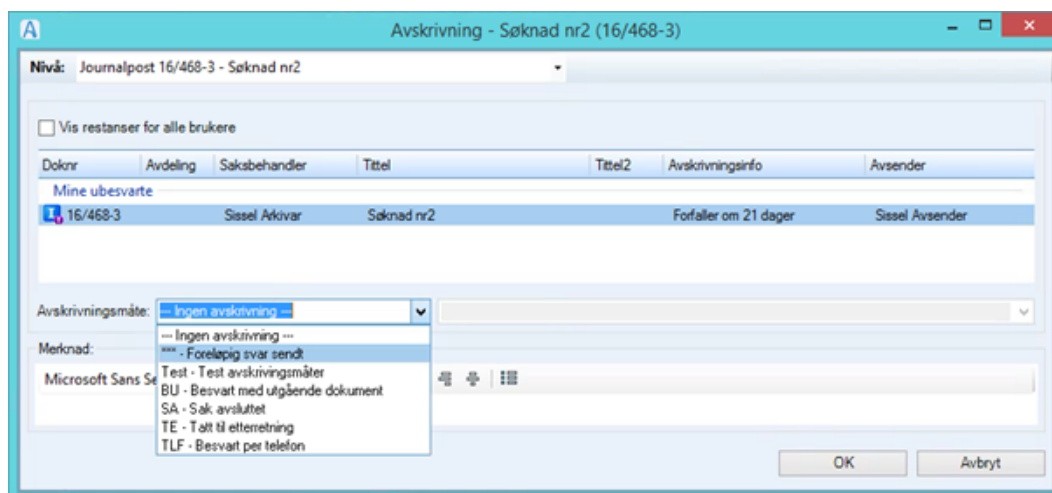 A
Avskrivning - Søknad nr2 (16/468-3)
Nivå: Journalpost 16/468-3 - Søknad nr2
Vis restanser for alle brukere
Doknr Avdeling Saksbehandler Tittel Tittel2 Avskrivningsinfo Avsender
Mine ubesvarte
I 16/468-3 Sissel Arkivar Søknad nr2 Forfaller om 21 dager Sissel Avsender
Avskrivningsmåte: --- Ingen avskrivning ---
--- Ingen avskrivning ---
*** - Foreløpig svar sendt
Test - Test avskrivingsmåter
BU - Besvart med utgående dokument
SA - Sak avsluttet
TE - Tatt til etterretning
TLF - Besvart per telefon
Merknad:
Microsoft Sans Se
OK Avbryt